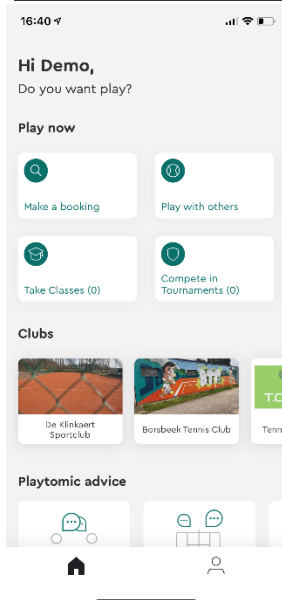 16:40
Hi Demo,
Do you want play?
Play now
Make a booking
Play with others
Take Classes (0)
Compete in
Tournaments (0)
Clubs
T.C
De Klinkaert
Sportclub
Borsbeek Tennis Club
Tenn
Playtomic advice